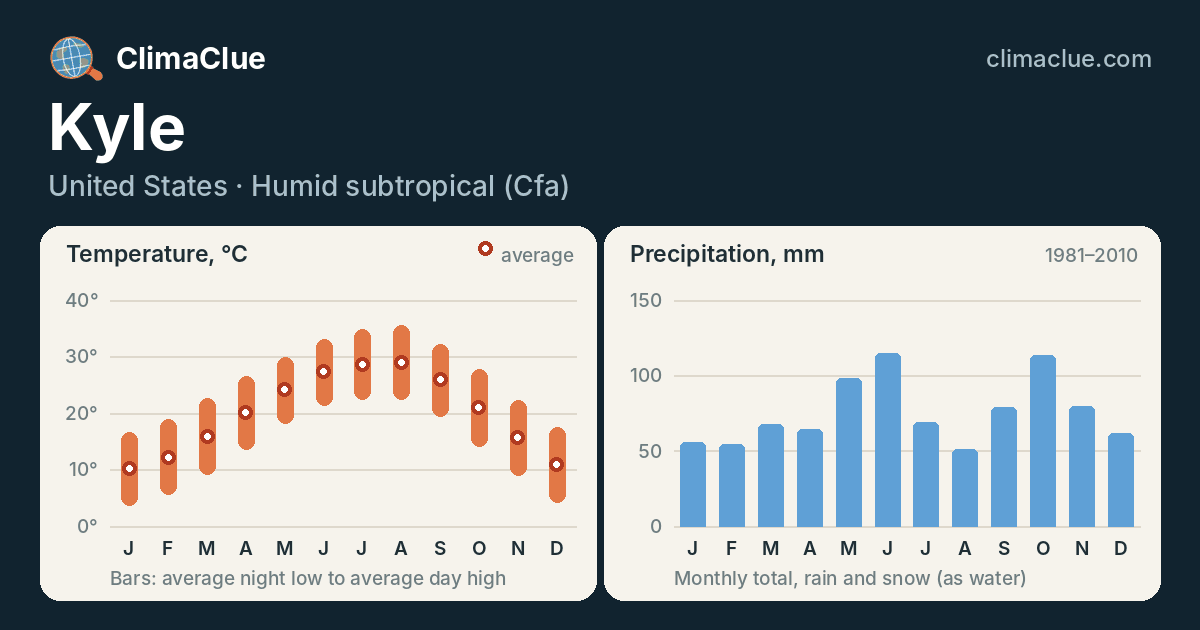 ClimaClue
climaclue.com
Kyle
United States · Humid subtropical (Cfa)
Temperature, °C
average
40°
30°
20°
10°
0°
J F M A M J J A S O N D
Bars: average night low to average day high
Precipitation, mm
1981–2010
150
100
50
0
J F M A M J J A S O N D
Monthly total, rain and snow (as water)